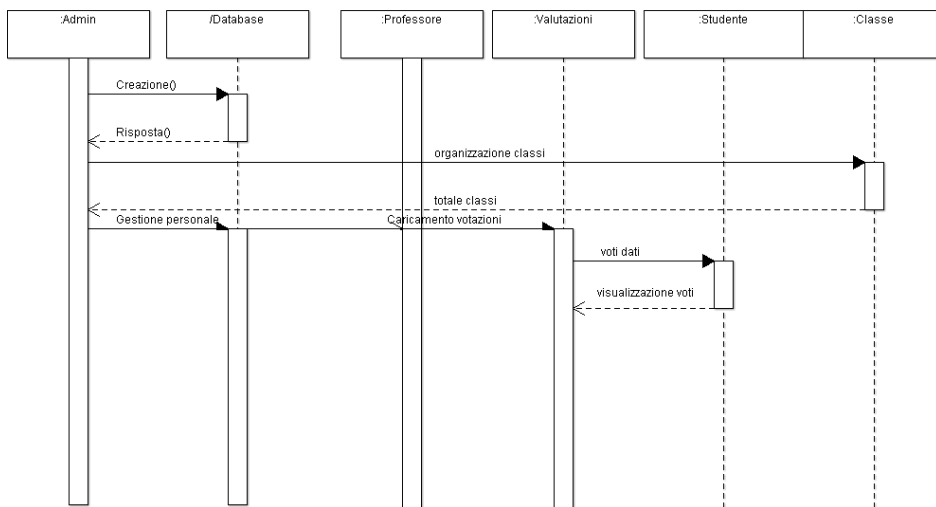 :Admin
/Database
:Professore
:Valutazioni
:Studente
:Classe
Creazione()
Risposta()
organizzazione classi
totale classi
Gestione personale
Caricamento votazioni
voti dati
visualizzazione voti